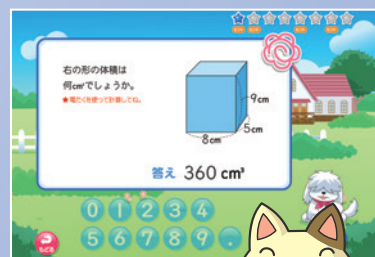 右の形の体積は
何cm³でしょうか。
★電たくを使って計算してね。
9cm
5cm
8cm
答え 360 cm³
0 1 2 3 4
5 6 7 8 9 .
もどる